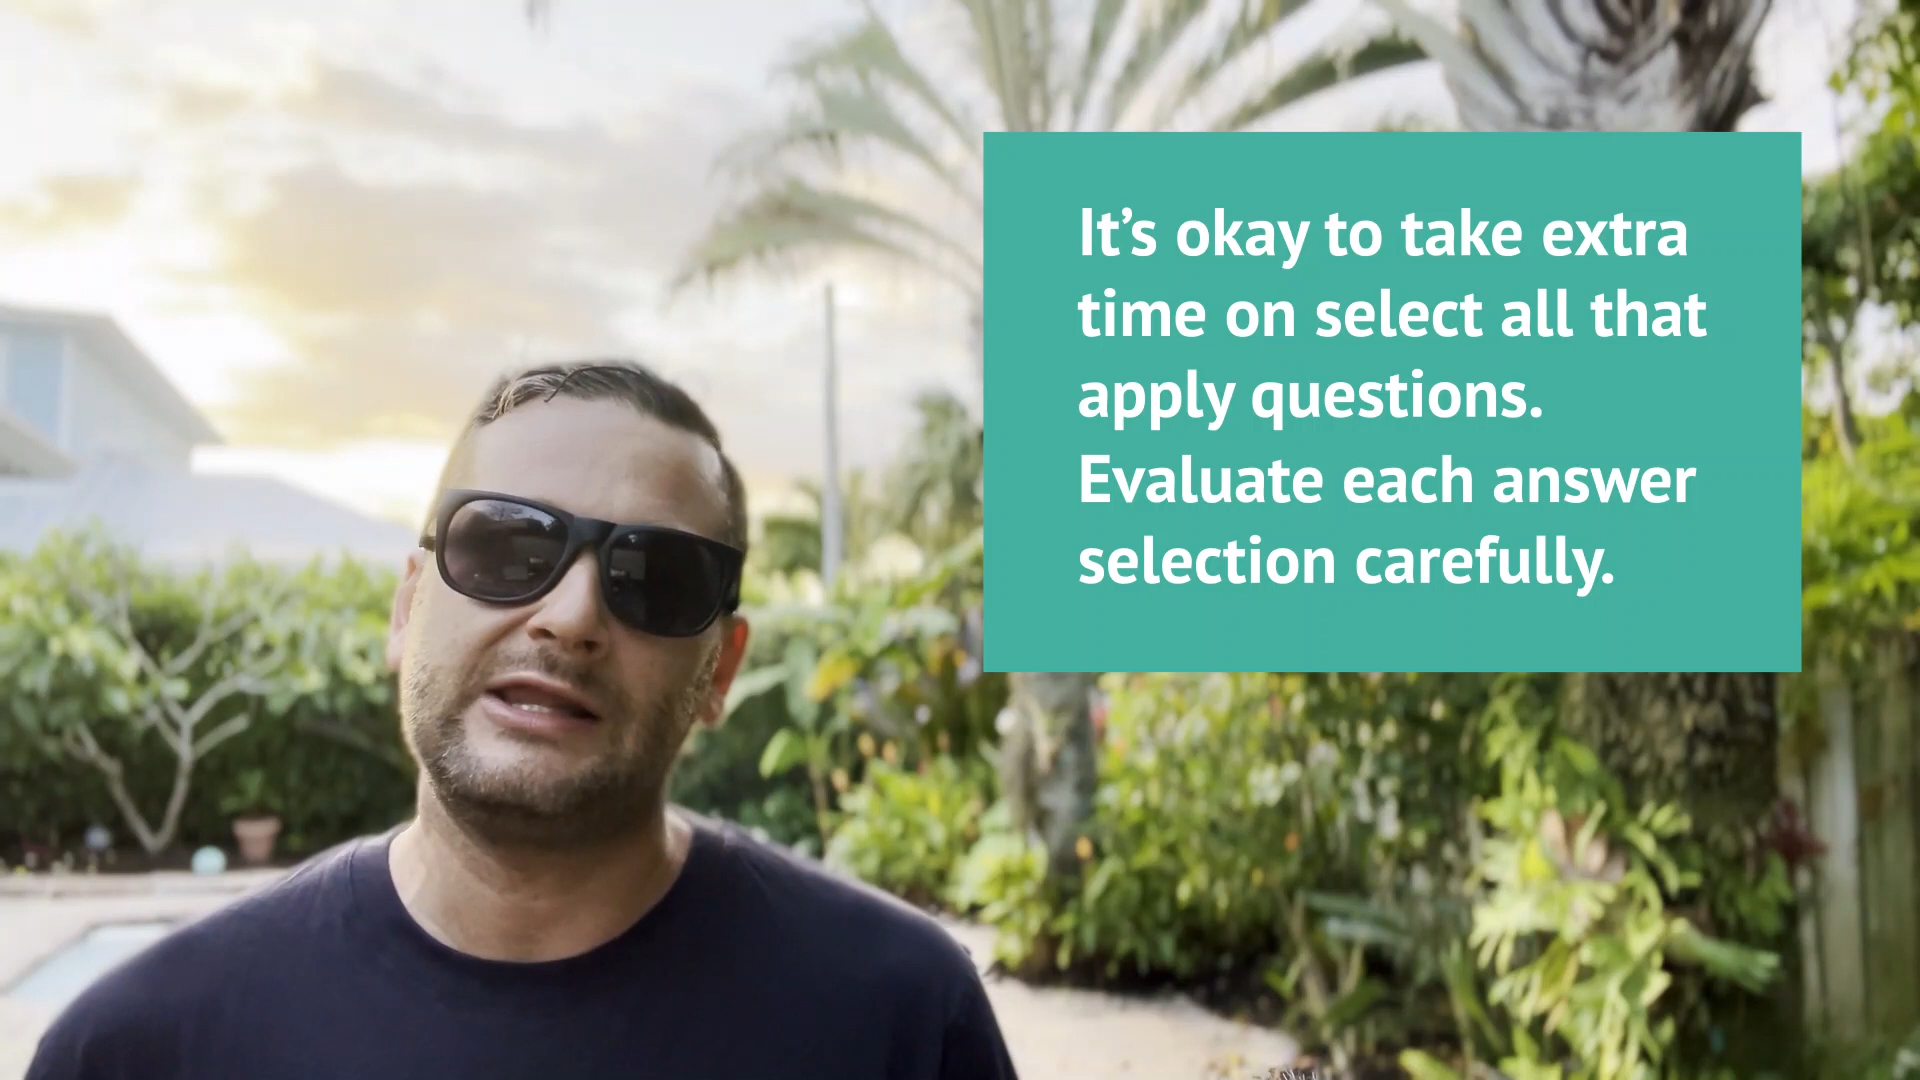 It’s okay to take extra
time on select all that
apply questions.
Evaluate each answer
selection carefully.